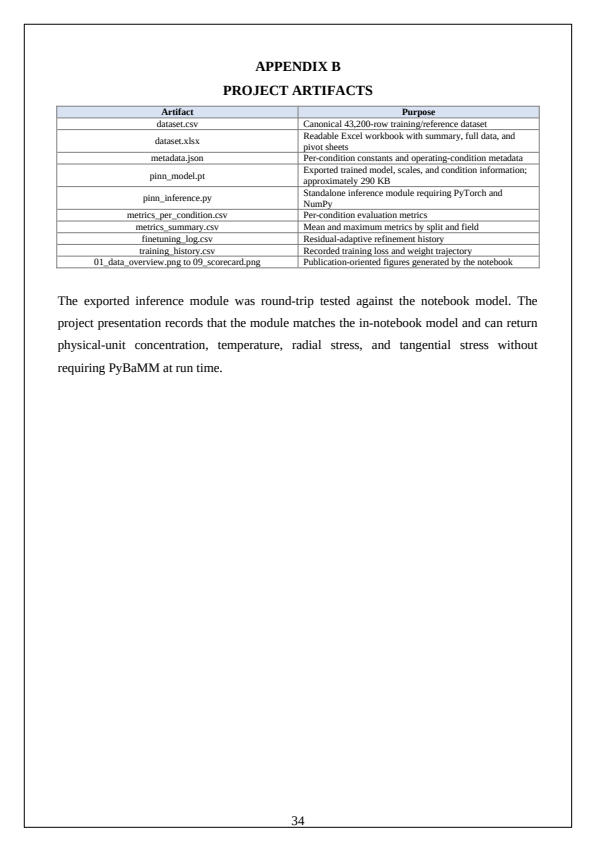 APPENDIX B
PROJECT ARTIFACTS
Artifact Purpose
dataset.csv Canonical 43,200-row training/reference dataset
dataset.xlsx Readable Excel workbook with summary, full data, and
pivot sheets
metadata.json Per-condition constants and operating-condition metadata
pinn_model.pt Exported trained model, scales, and condition information;
approximately 290 KB
pinn_inference.py Standalone inference module requiring PyTorch and
NumPy
metrics_per_condition.csv Per-condition evaluation metrics
metrics_summary.csv Mean and maximum metrics by split and field
finetuning_log.csv Residual-adaptive refinement history
training_history.csv Recorded training loss and weight trajectory
01_data_overview.png to 09_scorecard.png Publication-oriented figures generated by the notebook
The exported inference module was round-trip tested against the notebook model. The
project presentation records that the module matches the in-notebook model and can return
physical-unit concentration, temperature, radial stress, and tangential stress without
requiring PyBaMM at run time.
34